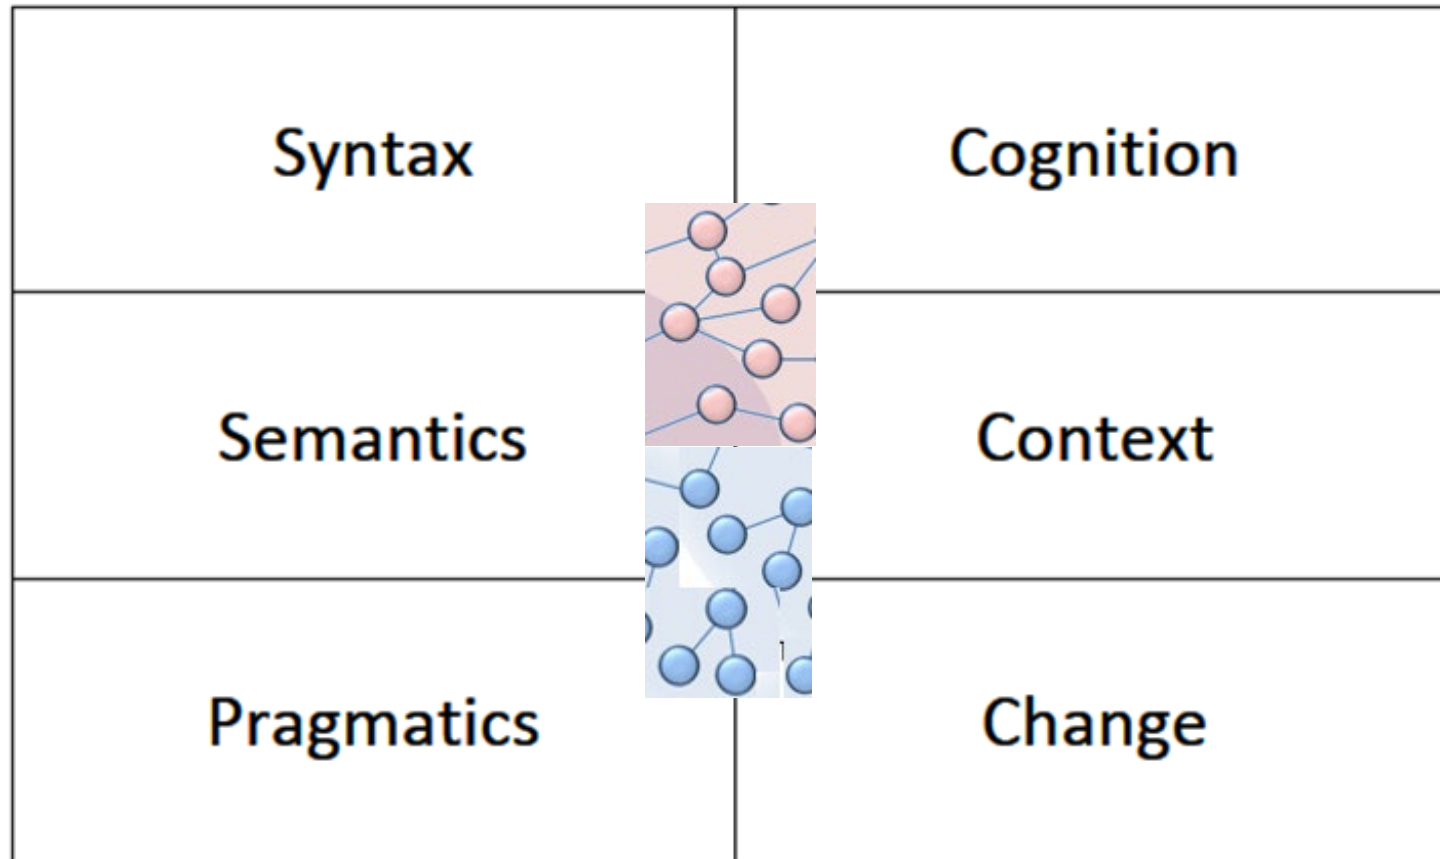 Syntax
Cognition
Semantics
Context
Pragmatics
Change